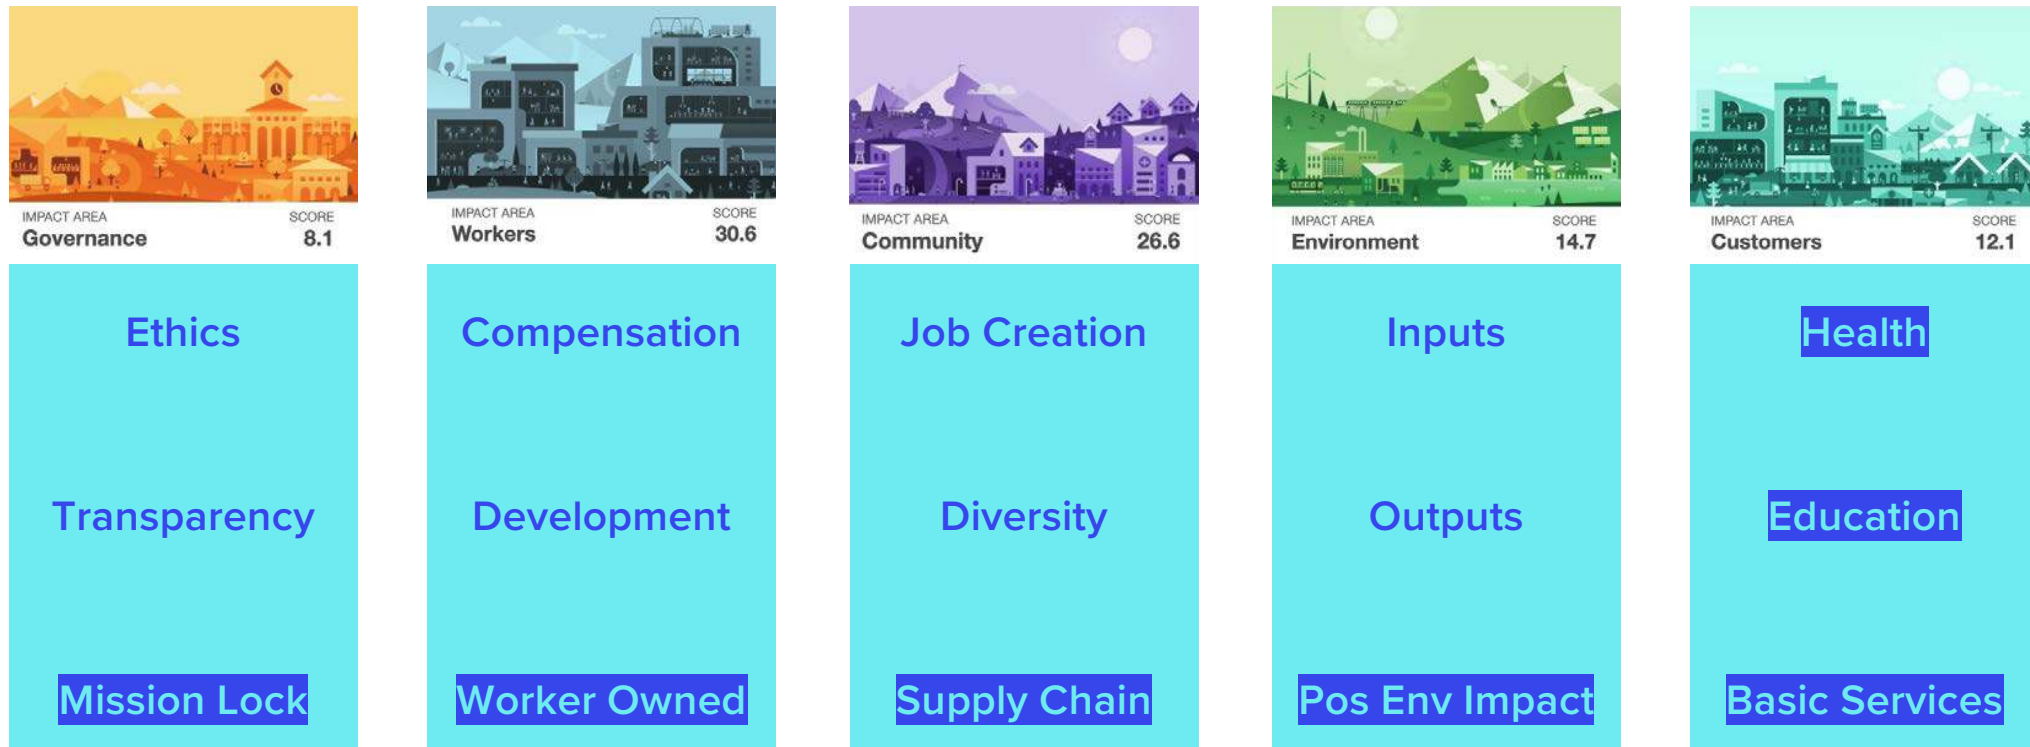 IMPACT AREA SCORE
Governance 8.1
Ethics
Transparency
Mission Lock
IMPACT AREA SCORE
Workers 30.6
Compensation
Development
Worker Owned
IMPACT AREA SCORE
Community 26.6
Job Creation
Diversity
Supply Chain
IMPACT AREA SCORE
Environment 14.7
Inputs
Outputs
Pos Env Impact
IMPACT AREA SCORE
Customers 12.1
Health
Education
Basic Services